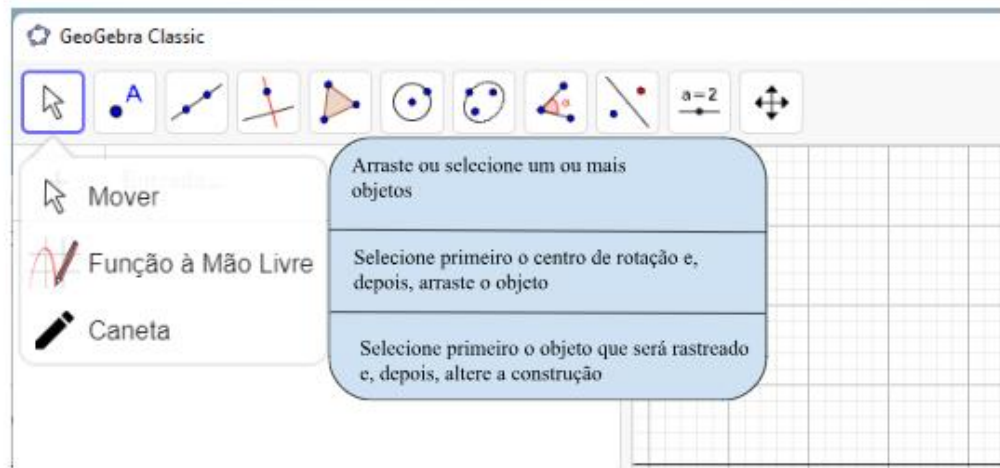 GeoGebra Classic
A
α
a=2
Mover
Função à Mão Livre
Caneta
Arraste ou selecione um ou mais
objetos
Selecione primeiro o centro de rotação e,
depois, arraste o objeto
Selecione primeiro o objeto que será rastreado
e, depois, altere a construção